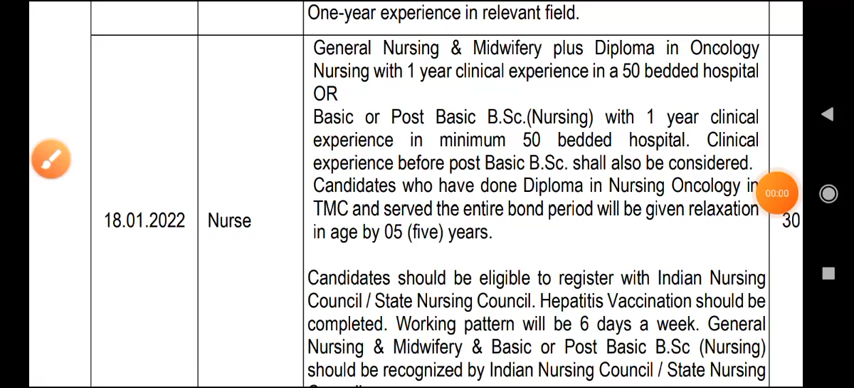 One-year experience in relevant field.
General Nursing & Midwifery plus Diploma in Oncology
Nursing with 1 year clinical experience in a 50 bedded hospital
OR
Basic or Post Basic B.Sc.(Nursing) with 1 year clinical
experience in minimum 50 bedded hospital. Clinical
experience before post Basic B.Sc. shall also be considered.
Candidates who have done Diploma in Nursing Oncology in
TMC and served the entire bond period will be given relaxation
in age by 05 (five) years.
18.01.2022 Nurse
30
00:00
Candidates should be eligible to register with Indian Nursing
Council / State Nursing Council. Hepatitis Vaccination should be
completed. Working pattern will be 6 days a week. General
Nursing & Midwifery & Basic or Post Basic B.Sc (Nursing)
should be recognized by Indian Nursing Council / State Nursing